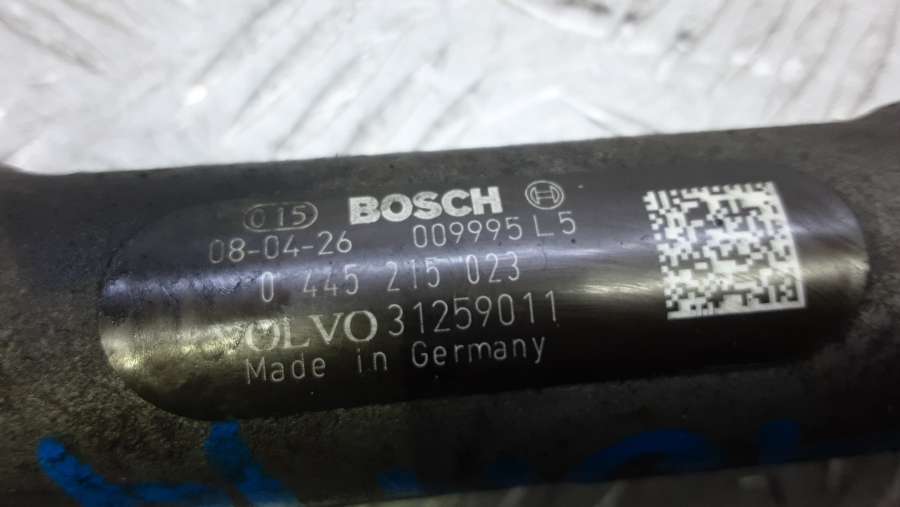 015 BOSCH
08-04-26 009995 L5
0 445 215 023
VOLVO 31259011
Made in Germany